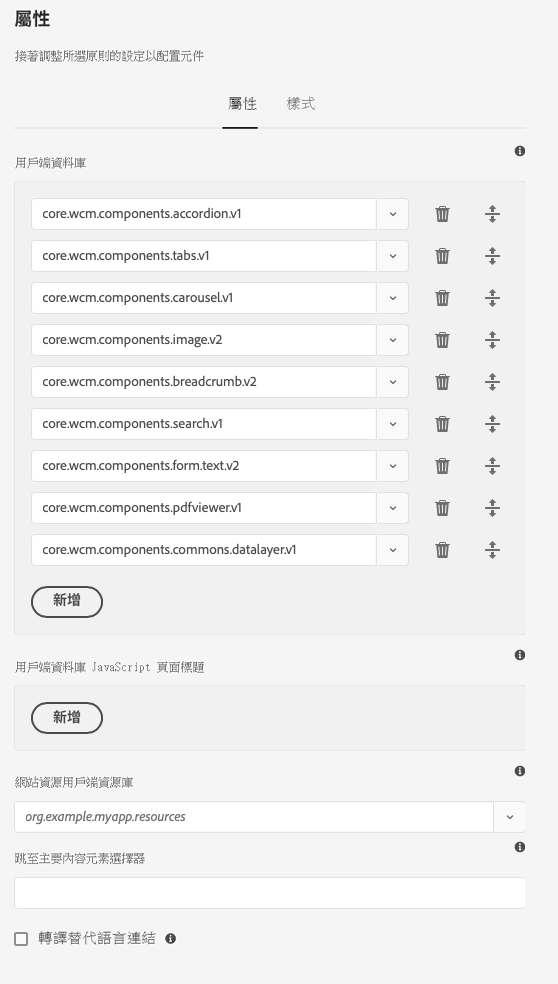 屬性
接著調整所選原則的設定以配置元件
屬性 樣式
用戶端資料庫
core.wcm.components.accordion.v1
core.wcm.components.tabs.v1
core.wcm.components.carousel.v1
core.wcm.components.image.v2
core.wcm.components.breadcrumb.v2
core.wcm.components.search.v1
core.wcm.components.form.text.v2
core.wcm.components.pdfviewer.v1
core.wcm.components.commons.datalayer.v1
新增
用戶端資料庫 JavaScript 頁面標題
新增
網站資源用戶端資源庫
org.example.myapp.resources
跳至主要內容元素選擇器
轉譯替代語言連結